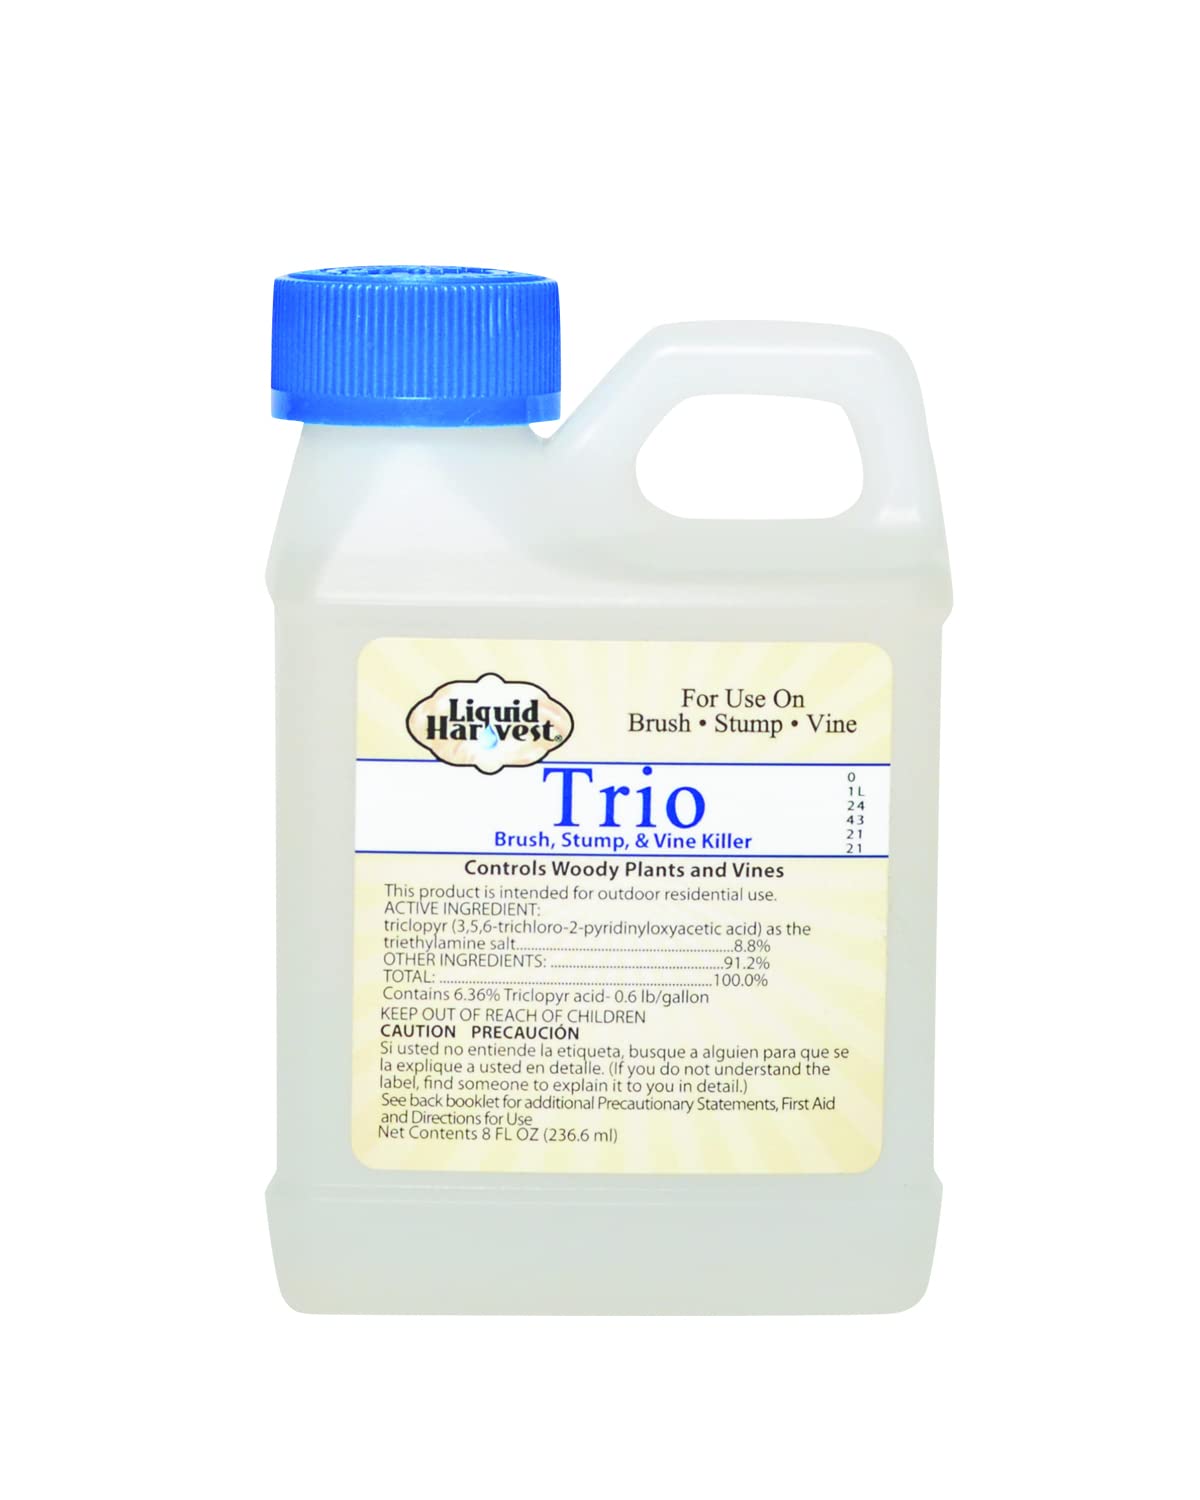 Liquid
Harvest®
For Use On
Brush • Stump • Vine
Trio
Brush, Stump, & Vine Killer
0
1L
24
43
21
21
Controls Woody Plants and Vines
This product is intended for outdoor residential use.
ACTIVE INGREDIENT:
triclopyr (3,5,6-trichloro-2-pyridinyloxyacetic acid) as the
triethylamine salt..........................................8.8%
OTHER INGREDIENTS: .................................91.2%
TOTAL: ....................................................100.0%
Contains 6.36% Triclopyr acid- 0.6 lb/gallon
KEEP OUT OF REACH OF CHILDREN
CAUTION PRECAUCIÓN
Si usted no entiende la etiqueta, busque a alguien para que se
la explique a usted en detalle. (If you do not understand the
label, find someone to explain it to you in detail.)
See back booklet for additional Precautionary Statements, First Aid
and Directions for Use
Net Contents 8 FL OZ (236.6 ml)